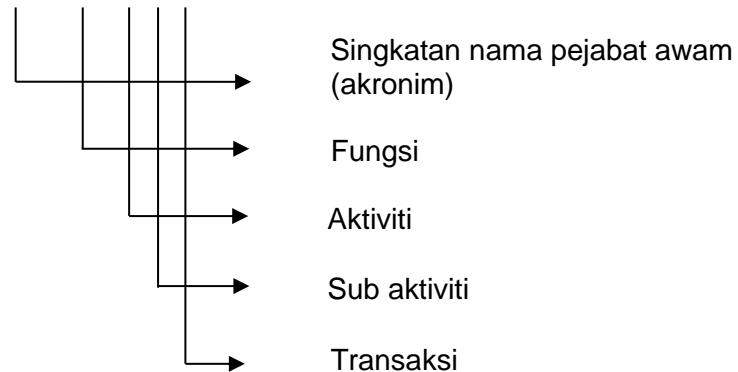 Singkatan nama pejabat awam
(akronim)
Fungsi
Aktiviti
Sub aktiviti
Transaksi